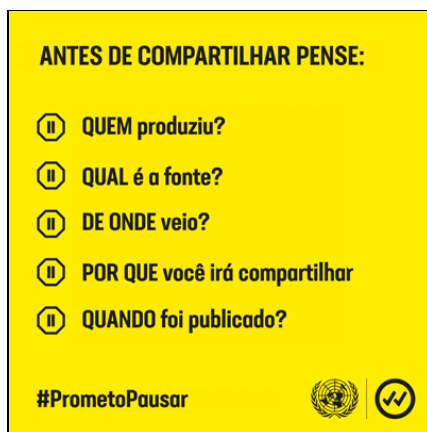 ANTES DE COMPARTILHAR PENSE:
QUEM produziu?
QUAL é a fonte?
DE ONDE veio?
POR QUE você irá compartilhar
QUANDO foi publicado?
#PrometoPausar